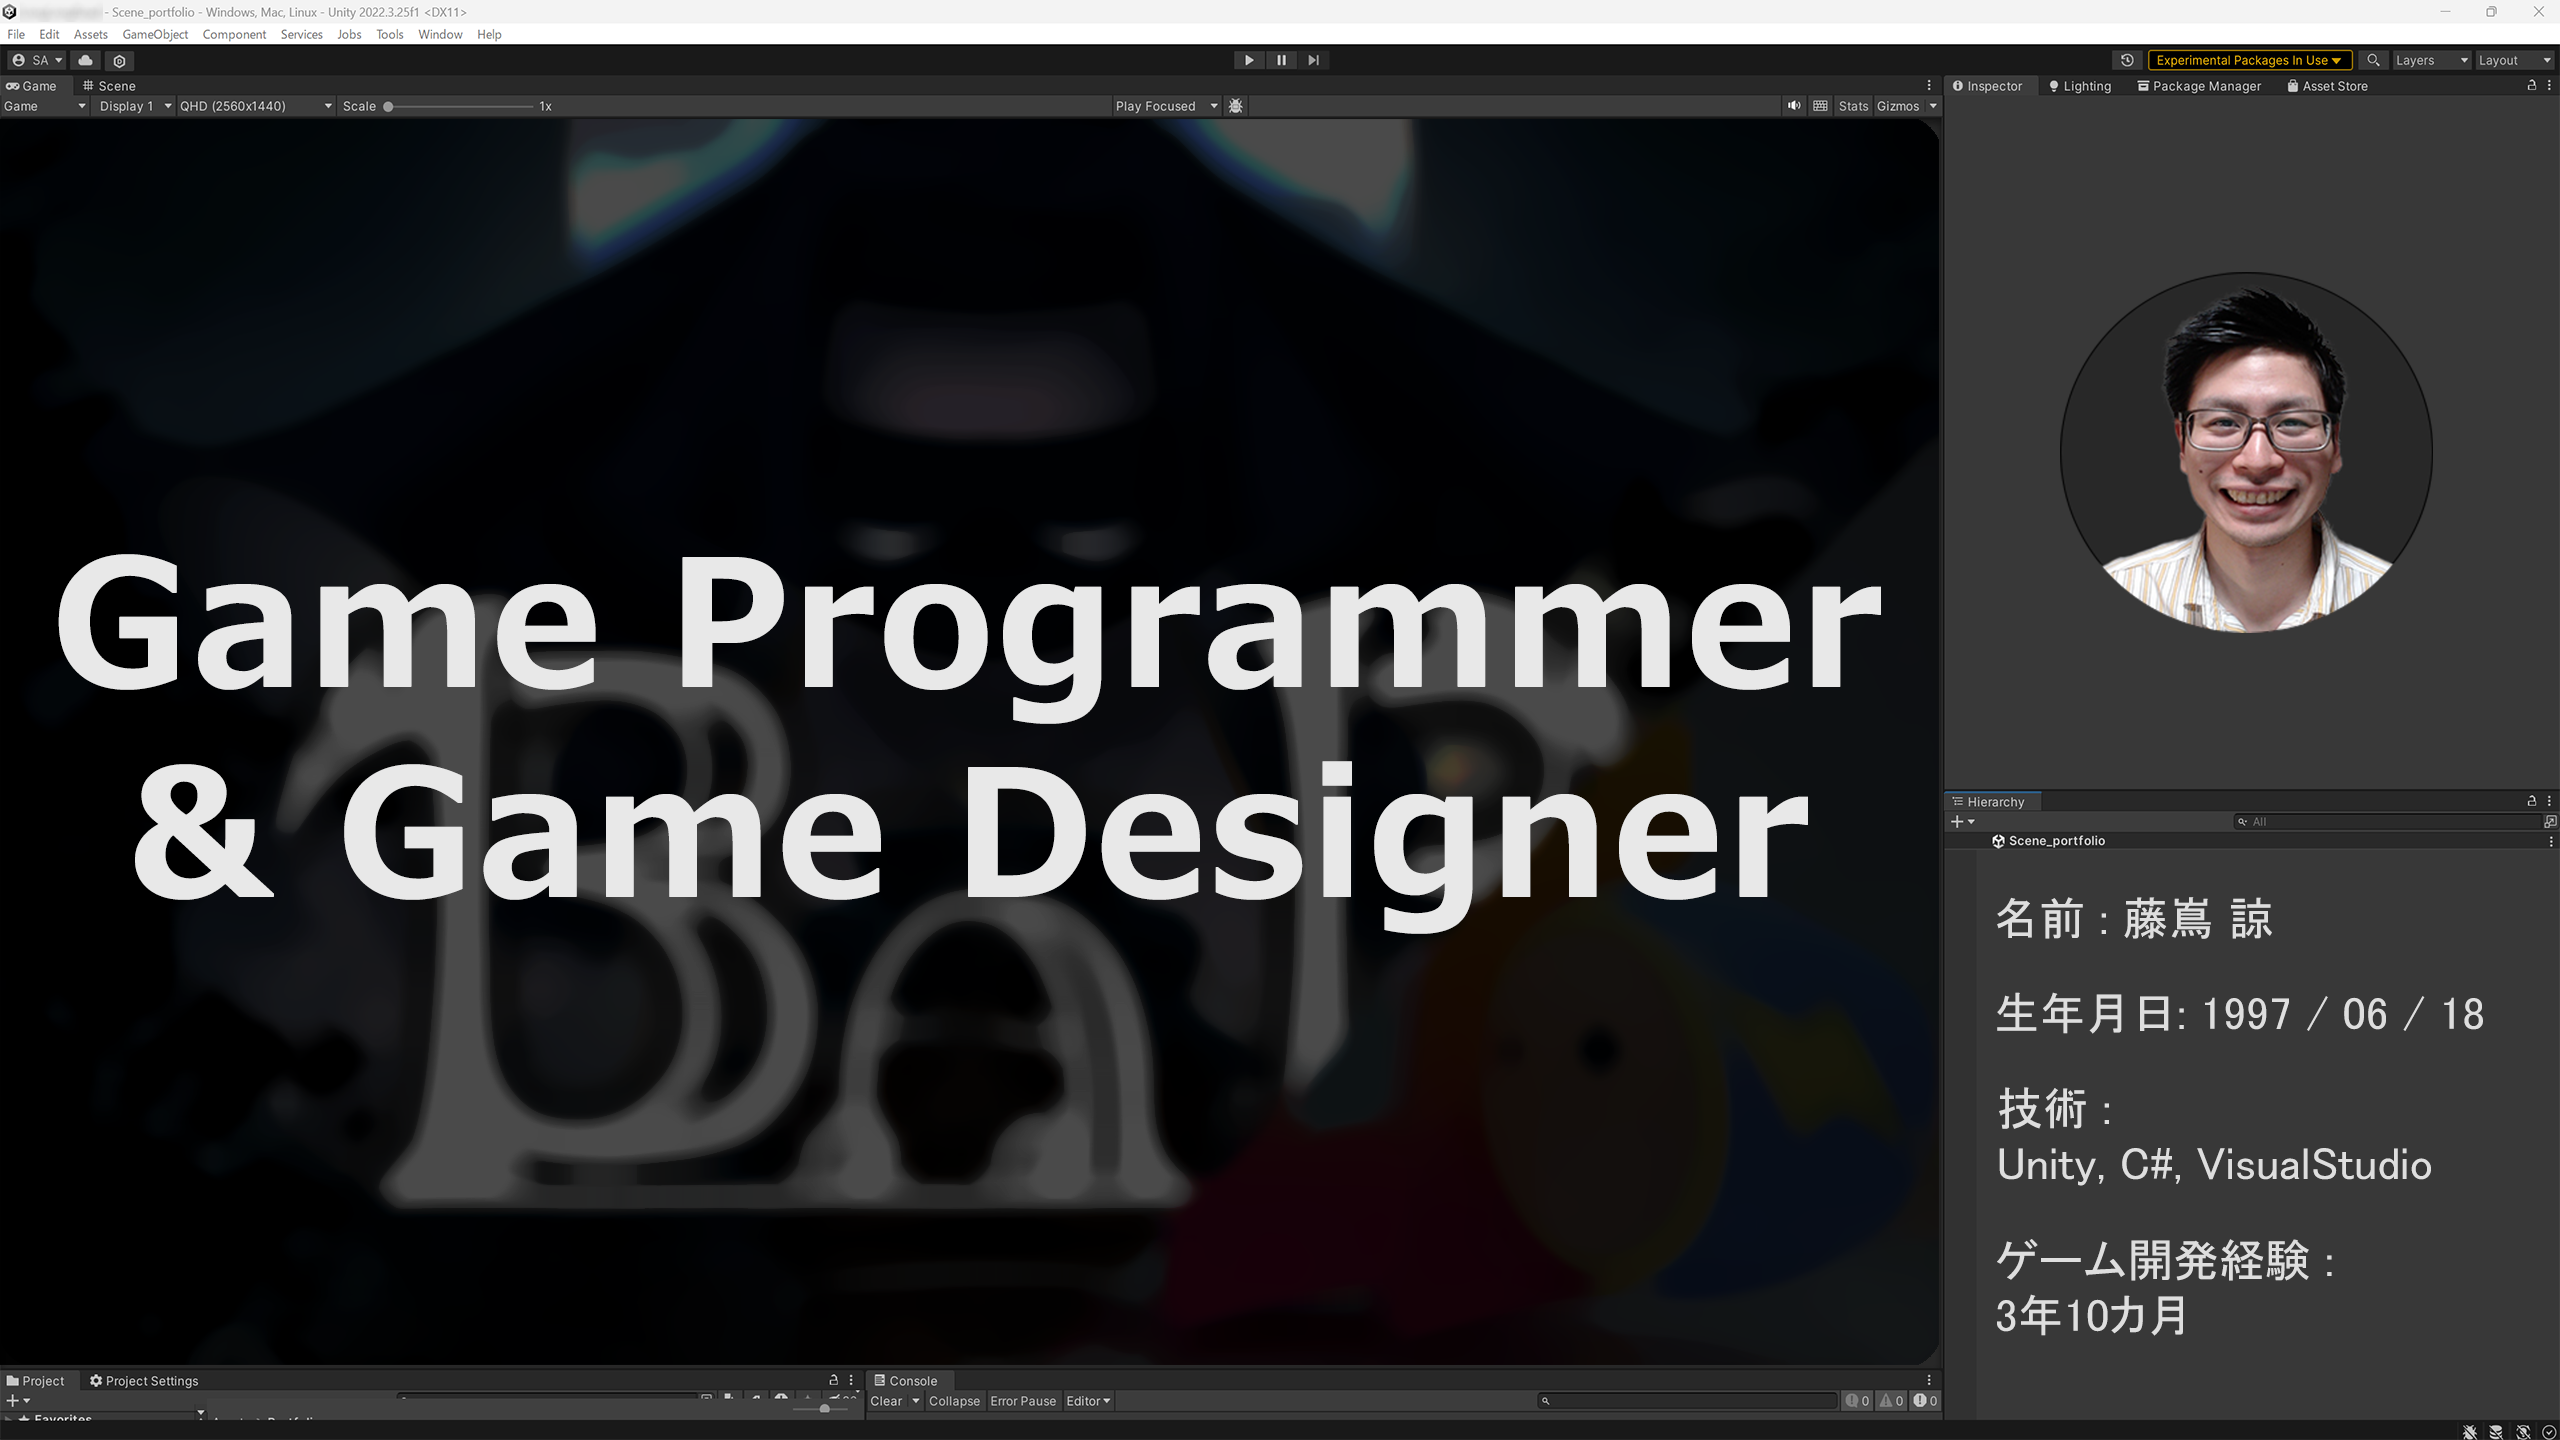 - Scene_portfolio - Windows, Mac, Linux - Unity 2022.3.25f1 <DX11>
File Edit Assets GameObject Component Services Jobs Tools Window Help
SA Experimental Packages In Use Layers Layout
Game Scene
Game Display 1 QHD (2560x1440) Scale 1x Play Focused Stats Gizmos
Inspector Lighting Package Manager Asset Store
Game Programmer
& Game Designer
Hierarchy
All
Scene_portfolio
名前 : 藤嶌 諒
生年月日: 1997 / 06 / 18
技術 :
Unity, C#, VisualStudio
ゲーム開発経験 :
3年10カ月
Project Project Settings
Favorites
Console
Clear Collapse Error Pause Editor 0 0 0